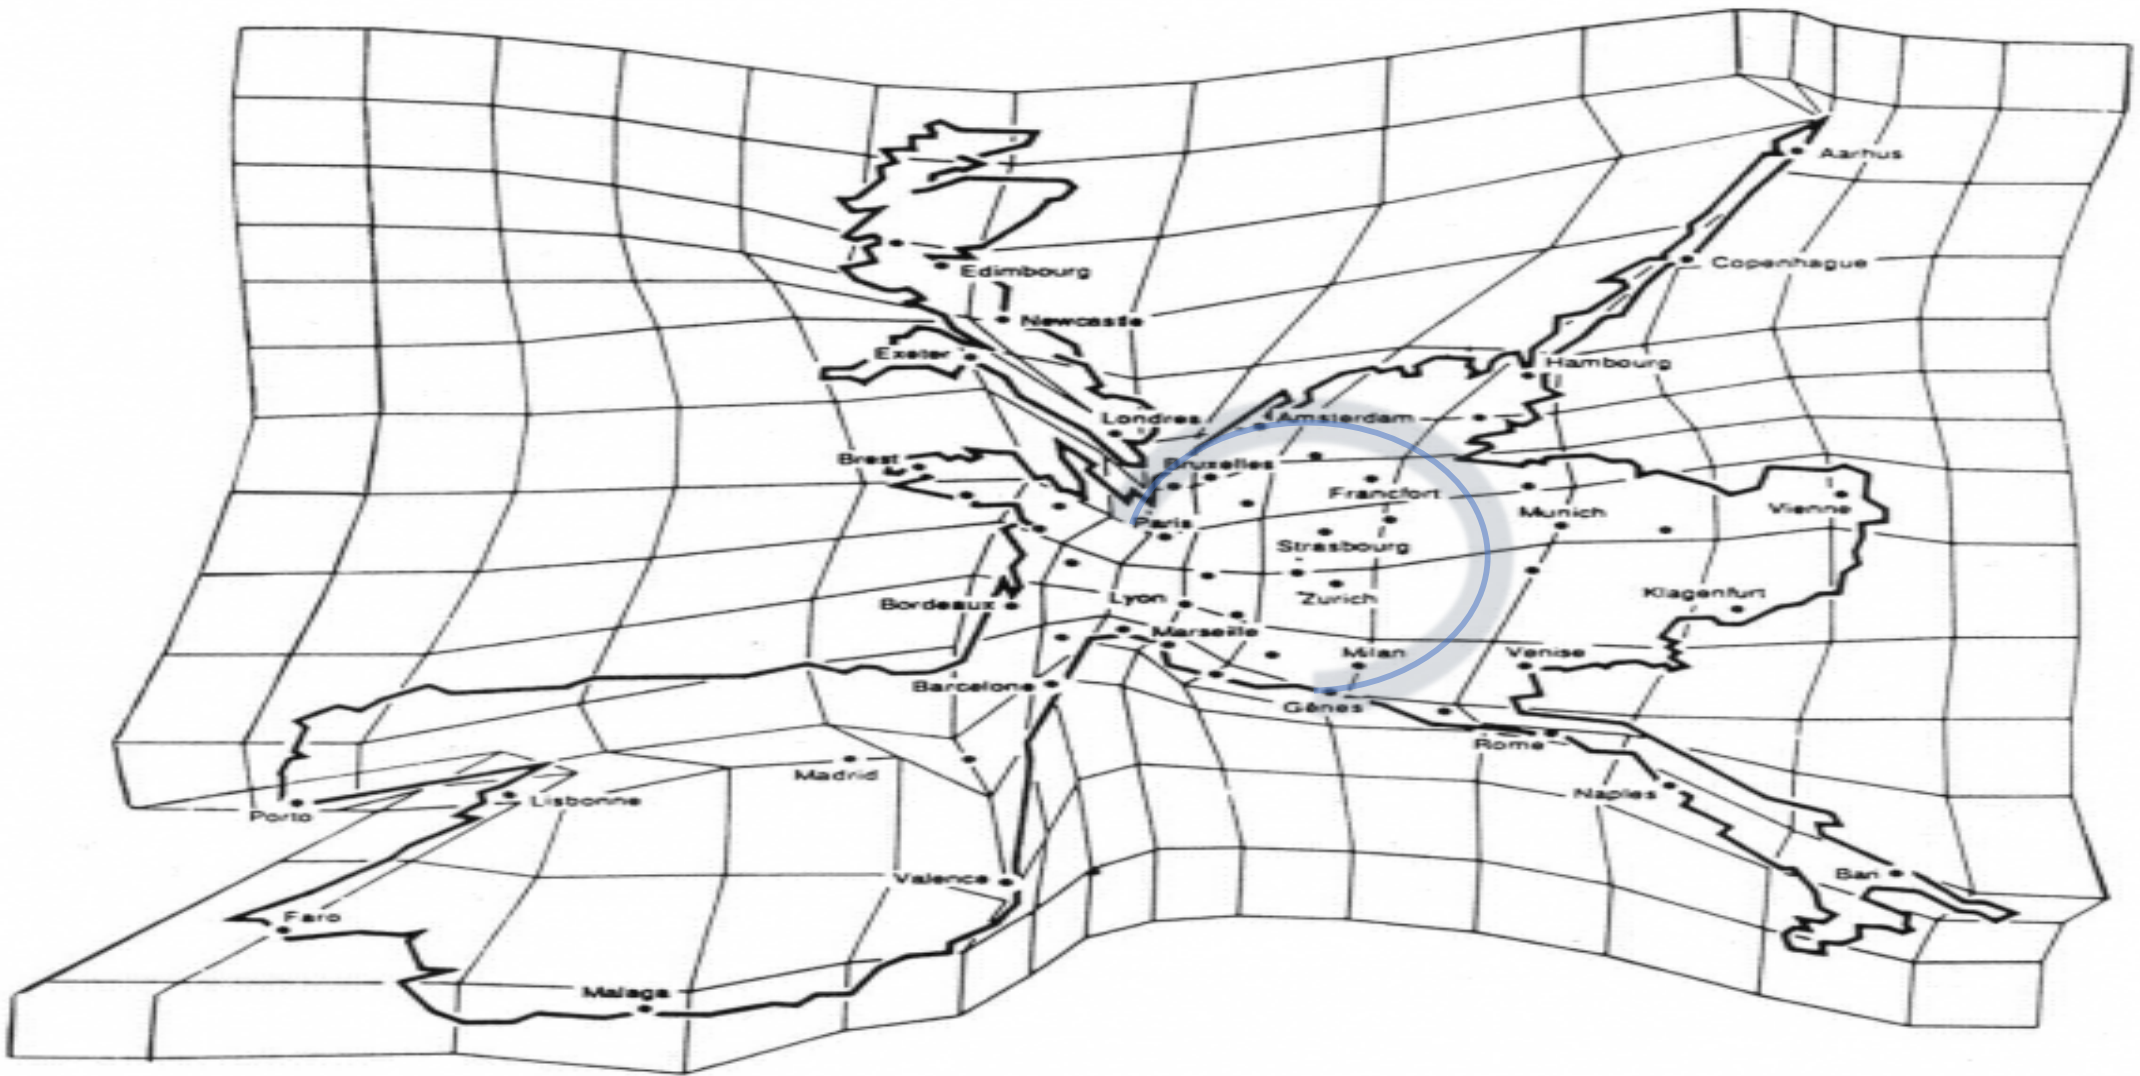 Aarhus
Copenhague
Edimbourg
Newcastle
Exeter
Hambourg
Londres
Amsterdam
Brest
Bruxelles
Francfort
Munich
Vienne
Paris
Strasbourg
Klagenfurt
Bordeaux
Lyon
Zurich
Marseille
Milan
Venise
Barcelone
Gênes
Rome
Madrid
Lisbonne
Porto
Naples
Valence
Bari
Faro
Malaga